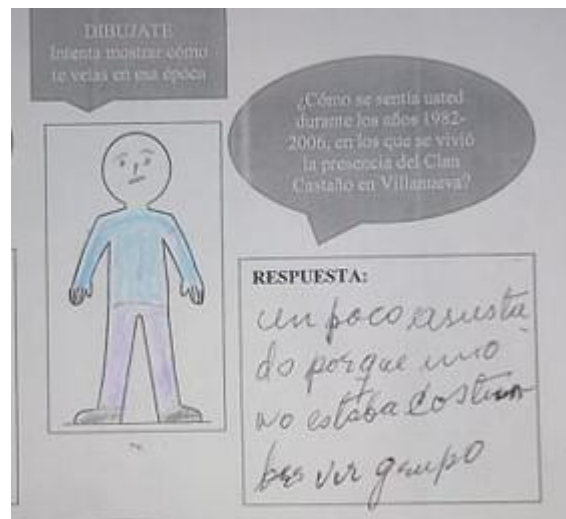 DIBUJATE
Intenta mostrar cómo
te veías en esa época
¿Cómo se sentía usted
durante los años 1982-
2006, en los que se vivió
la presencia del Clan
Castaño en Villanueva?
RESPUESTA:
un poco asusta
do porque uno
no estaba costum
bra ver grupo